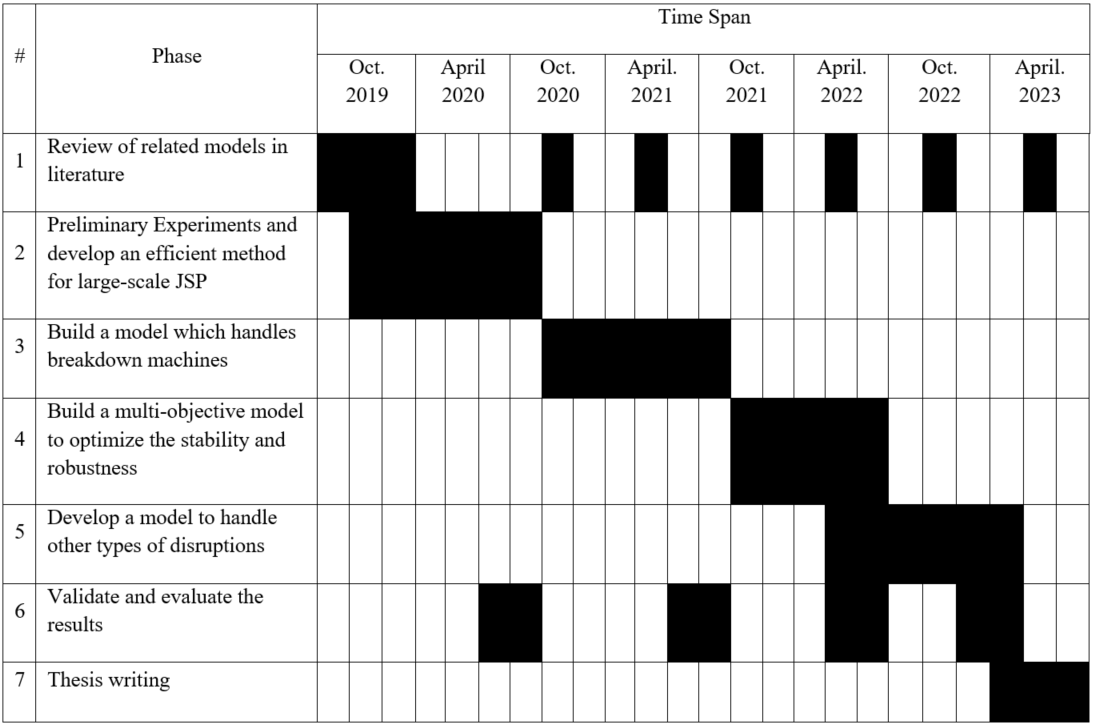 #
Phase
Time Span
Oct.
2019
April
2020
Oct.
2020
April.
2021
Oct.
2021
April.
2022
Oct.
2022
April.
2023
1
Review of related models in
literature
2
Preliminary Experiments and
develop an efficient method
for large-scale JSP
3
Build a model which handles
breakdown machines
4
Build a multi-objective model
to optimize the stability and
robustness
5
Develop a model to handle
other types of disruptions
6
Validate and evaluate the
results
7
Thesis writing